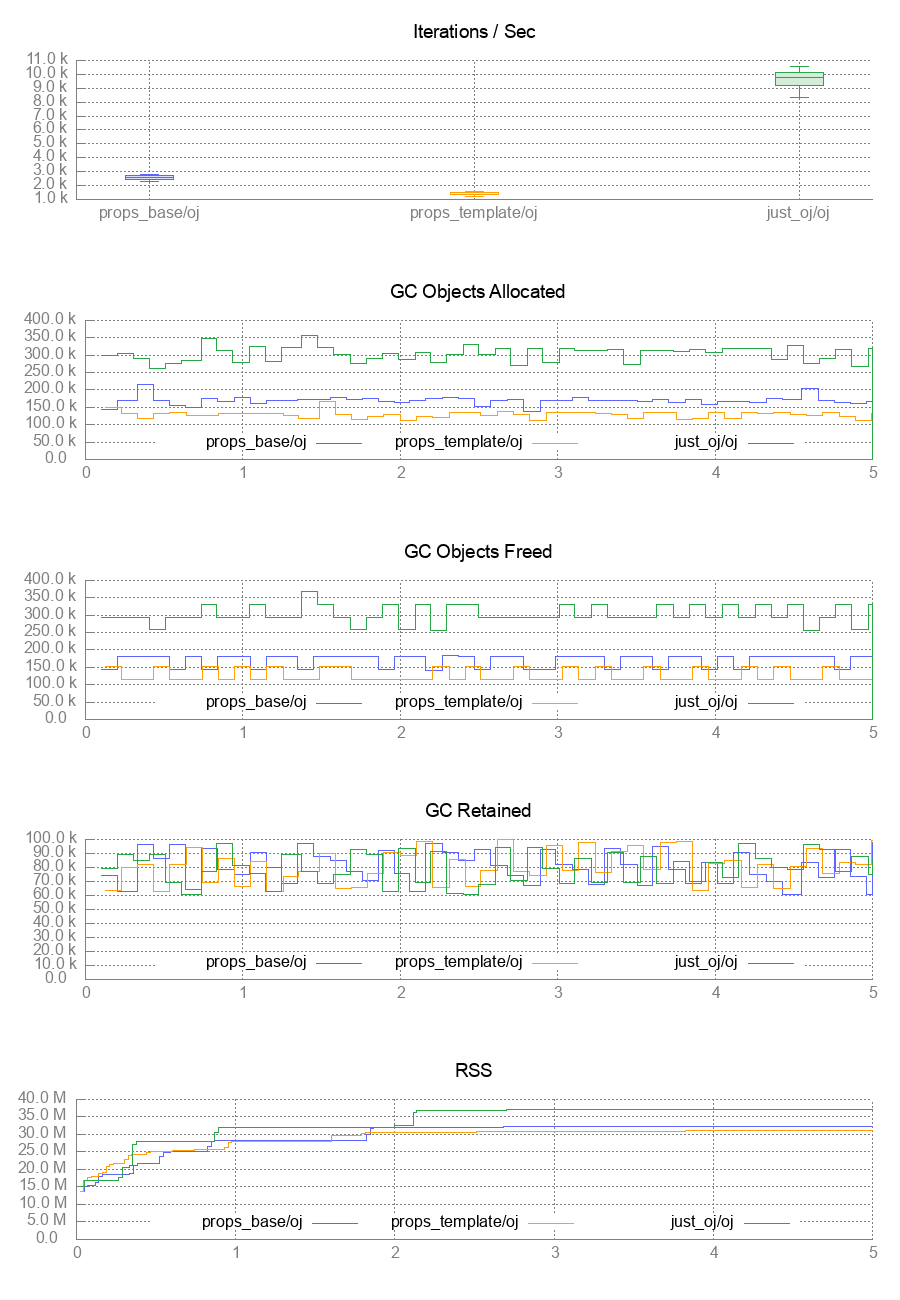 Iterations / Sec
11.0 k
10.0 k
9.0 k
8.0 k
7.0 k
6.0 k
5.0 k
4.0 k
3.0 k
2.0 k
1.0 k
props_base/oj props_template/oj just_oj/oj
GC Objects Allocated
400.0 k
350.0 k
300.0 k
250.0 k
200.0 k
150.0 k
100.0 k
50.0 k props_base/oj props_template/oj just_oj/oj
0.0
0 1 2 3 4 5
GC Objects Freed
400.0 k
350.0 k
300.0 k
250.0 k
200.0 k
150.0 k
100.0 k
50.0 k props_base/oj props_template/oj just_oj/oj
0.0
0 1 2 3 4 5
GC Retained
100.0 k
90.0 k
80.0 k
70.0 k
60.0 k
50.0 k
40.0 k
30.0 k
20.0 k
10.0 k props_base/oj props_template/oj just_oj/oj
0.0
0 1 2 3 4 5
RSS
40.0 M
35.0 M
30.0 M
25.0 M
20.0 M
15.0 M
10.0 M
5.0 M props_base/oj props_template/oj just_oj/oj
0.0
0 1 2 3 4 5